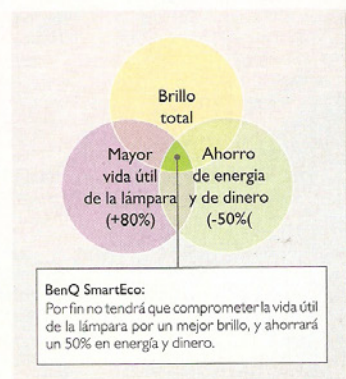 Brillo
total
Mayor
vida útil
de la lámpara
(+80%)
Ahorro
de energia
y de dinero
(-50%(
BenQ SmartEco:
Por fin no tendrá que comprometer la vida útil
de la lámpara por un mejor brillo, y ahorrará
un 50% en energía y dinero.